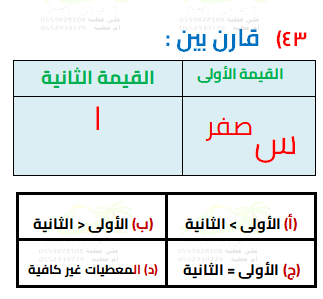 ٤٣) قارن بين :
القيمة الأولى القيمة الثانية
س صفر ١
(أ) الأولى > الثانية (ب) الأولى < الثانية
(ج) الأولى = الثانية (د) المعطيات غير كافية